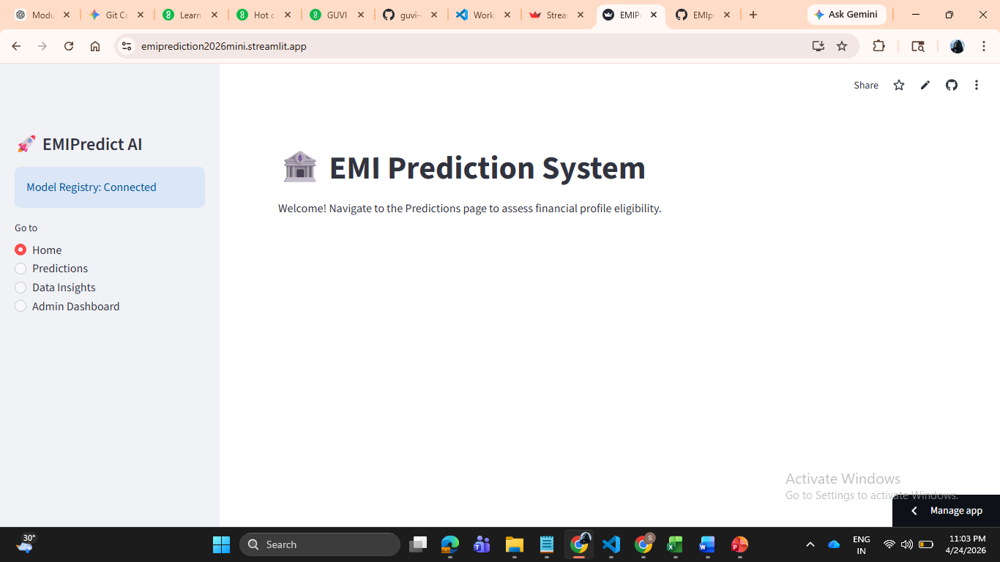 Modu
Git Co
Learn
Hot c
GUVI
guvi-
Work
Strea
EMIP
EMIp
Ask Gemini
emiprediction2026mini.streamlit.app
Share
🚀 EMIPredict AI
Model Registry: Connected
Go to
Home
Predictions
Data Insights
Admin Dashboard
🏦 EMI Prediction System
Welcome! Navigate to the Predictions page to assess financial profile eligibility.
Activate Windows
Go to Settings to activate Windows.
Manage app
30°
Search
ENG
IN
11:03 PM
4/24/2026